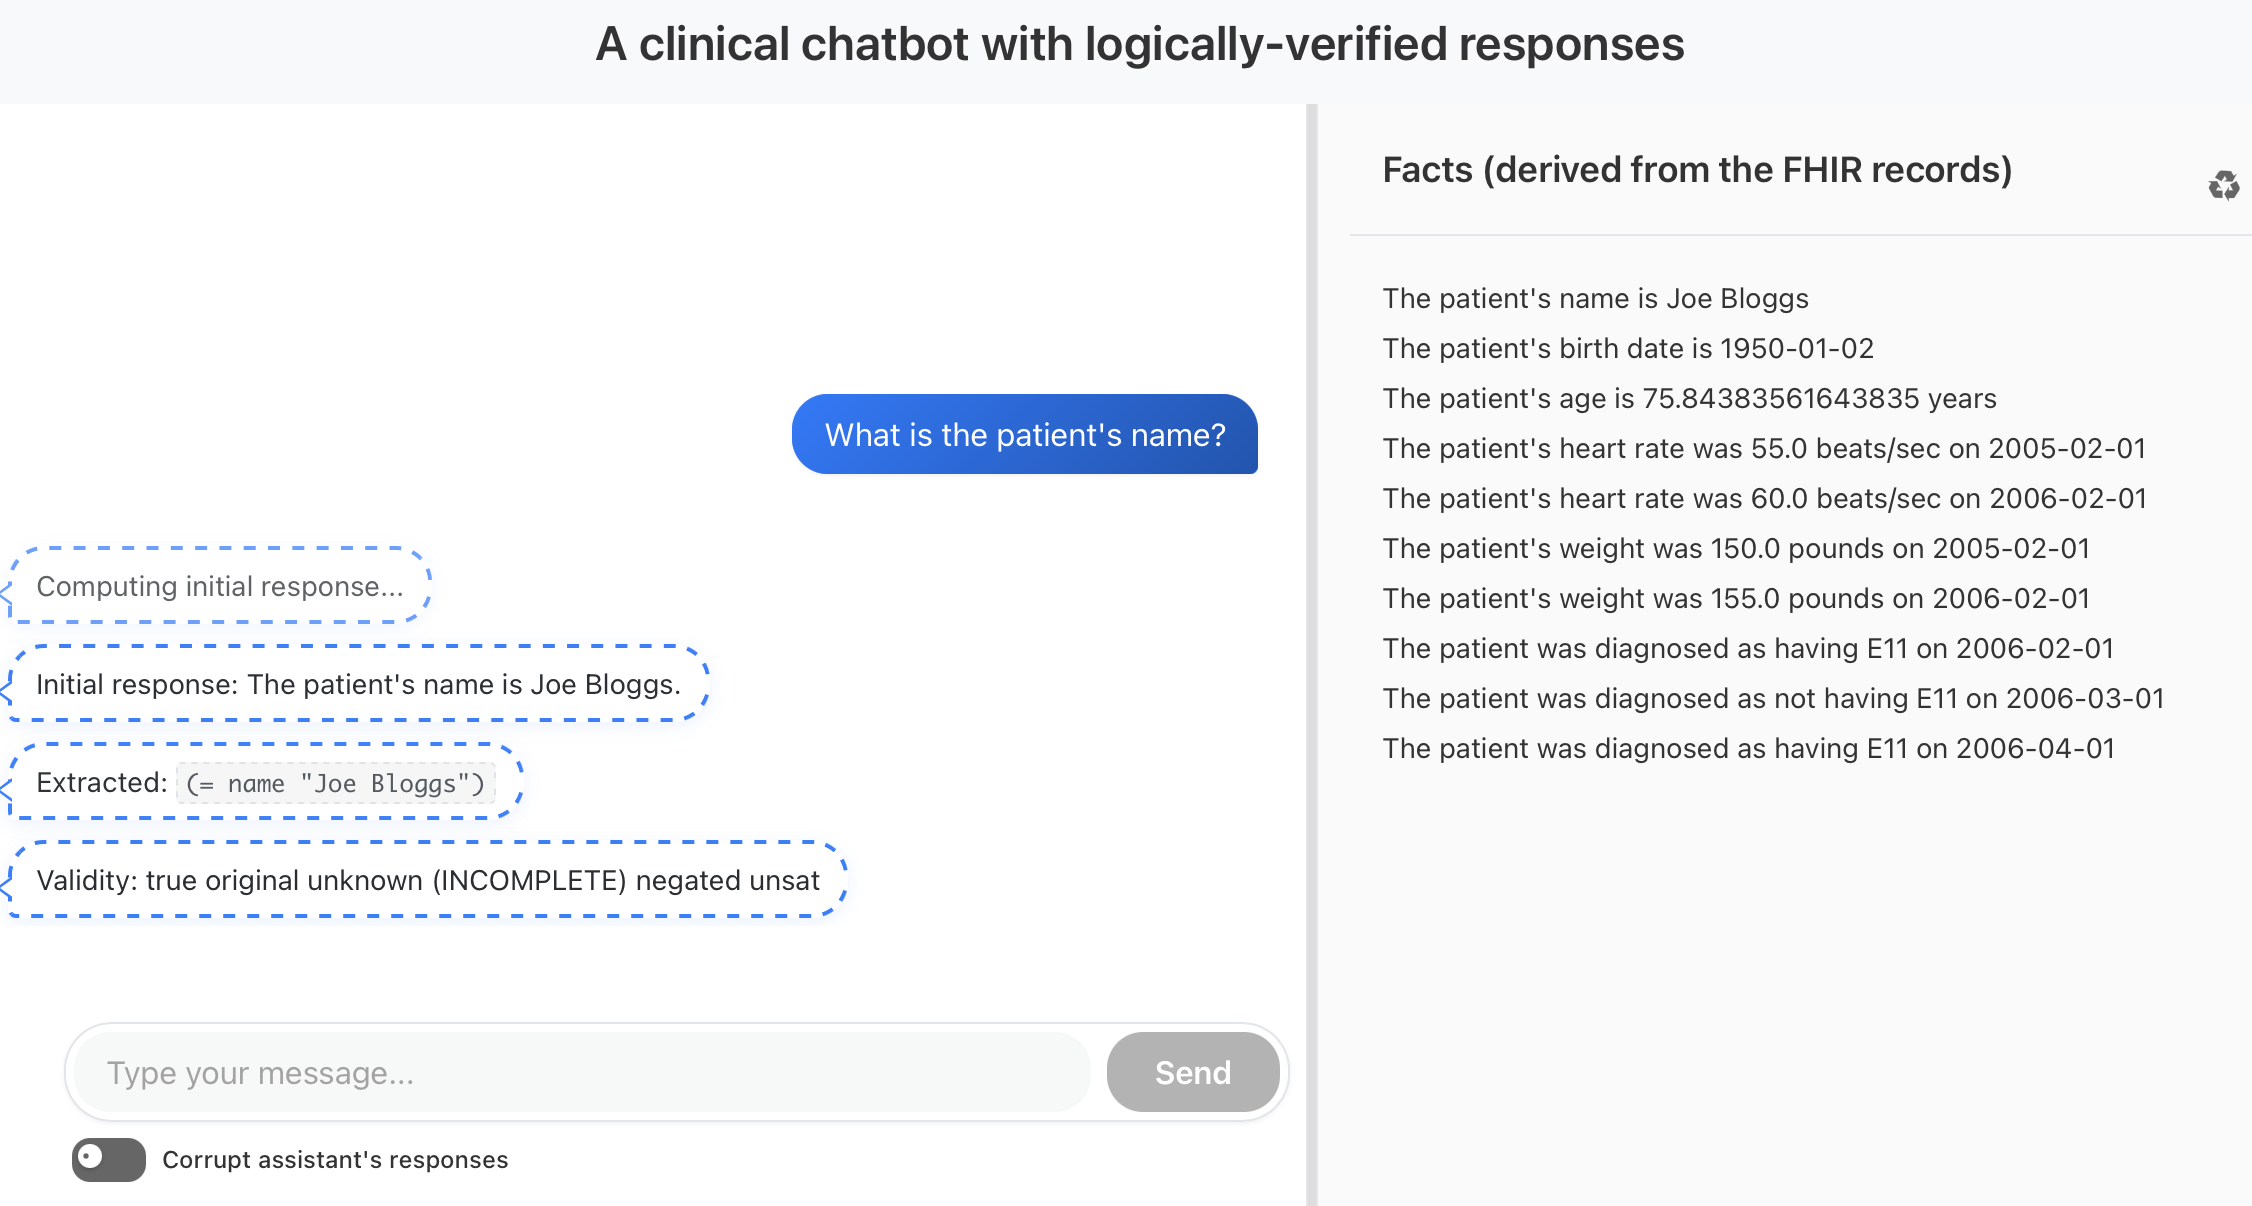 A clinical chatbot with logically-verified responses
What is the patient's name?
Computing initial response...
Initial response: The patient's name is Joe Bloggs.
Extracted: (= name "Joe Bloggs")
Validity: true original unknown (INCOMPLETE) negated unsat
Type your message...
Send
Corrupt assistant's responses
Facts (derived from the FHIR records)
The patient's name is Joe Bloggs
The patient's birth date is 1950-01-02
The patient's age is 75.84383561643835 years
The patient's heart rate was 55.0 beats/sec on 2005-02-01
The patient's heart rate was 60.0 beats/sec on 2006-02-01
The patient's weight was 150.0 pounds on 2005-02-01
The patient's weight was 155.0 pounds on 2006-02-01
The patient was diagnosed as having E11 on 2006-02-01
The patient was diagnosed as not having E11 on 2006-03-01
The patient was diagnosed as having E11 on 2006-04-01